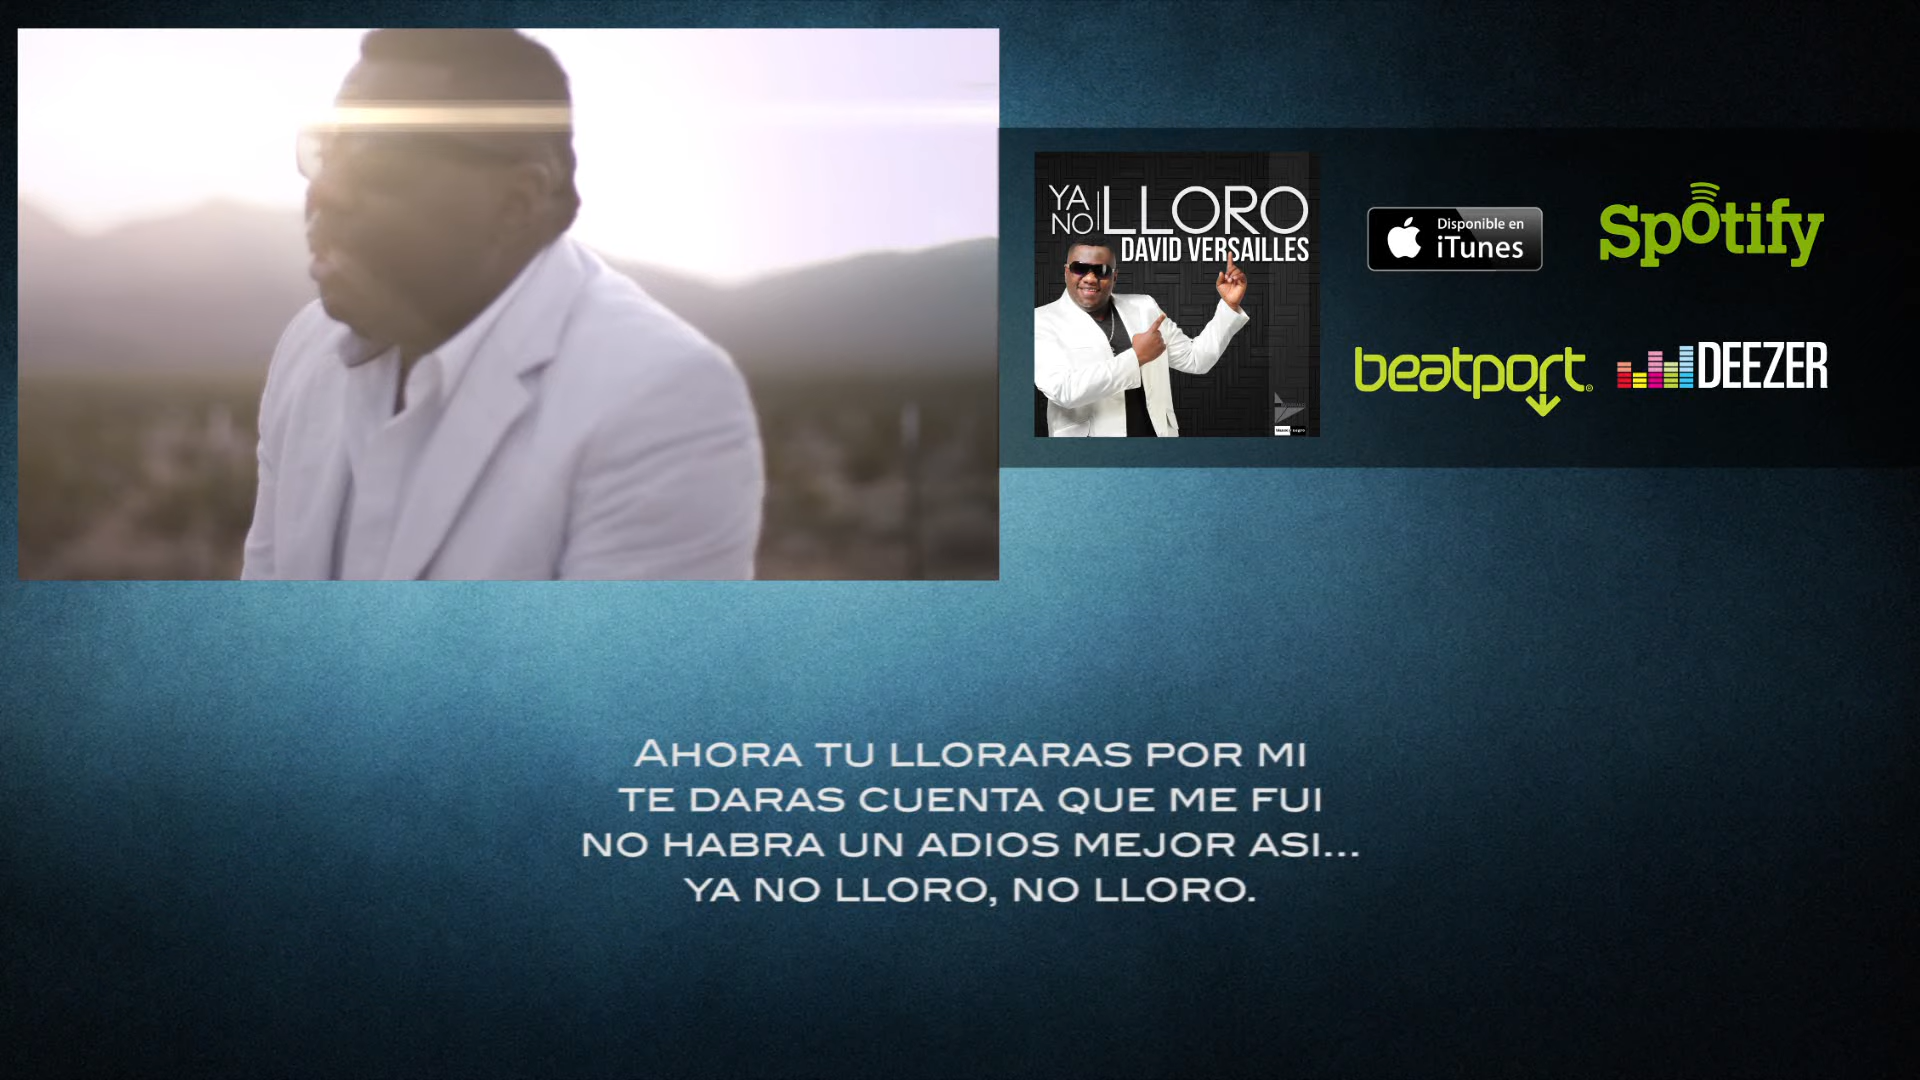 YA NO LLORO
DAVID VERSAILLES
Disponible en
iTunes
Spotify
beatport
DEEZER
AHORA TU LLORARAS POR MI
TE DARAS CUENTA QUE ME FUI
NO HABRA UN ADIOS MEJOR ASI...
YA NO LLORO, NO LLORO.